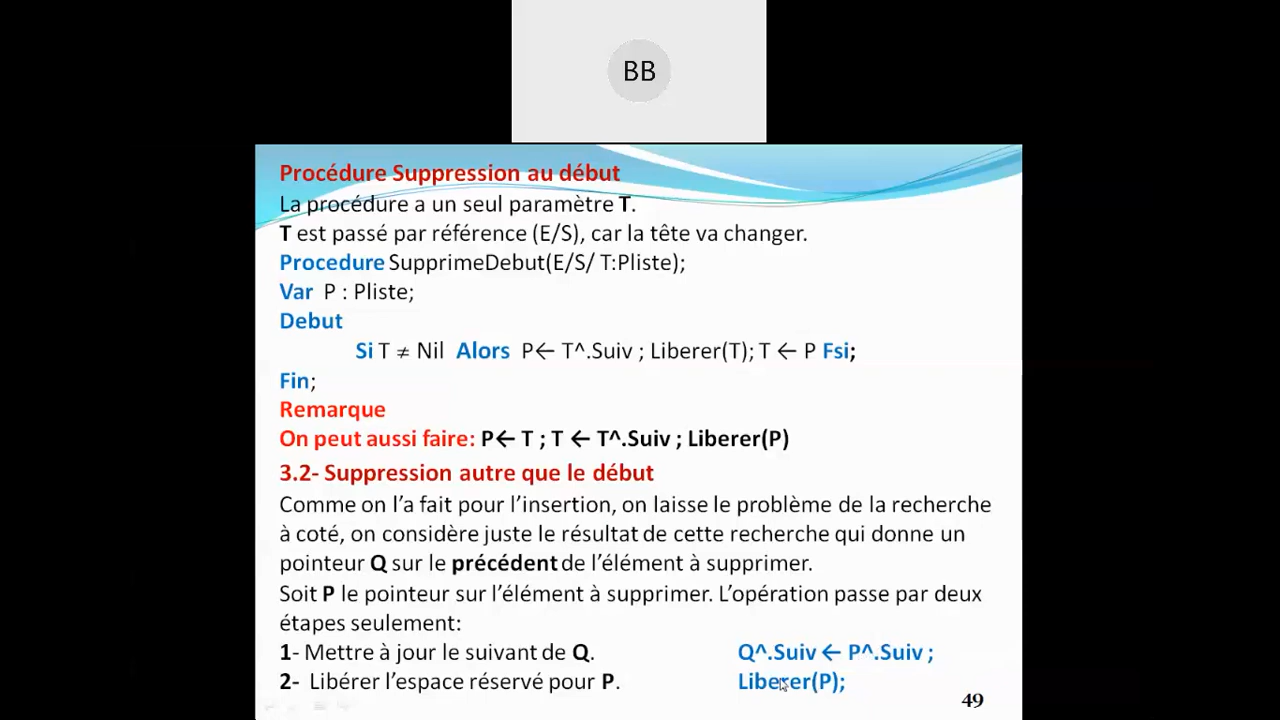 BB
Procédure Suppression au début
La procédure a un seul paramètre T.
T est passé par référence (E/S), car la tête va changer.
Procedure SupprimeDebut(E/S/ T:Pliste);
Var P : Pliste;
Debut
Si T ≠ Nil Alors P← T^.Suiv ; Liberer(T); T ← P Fsi;
Fin;
Remarque
On peut aussi faire: P← T ; T ← T^.Suiv ; Liberer(P)
3.2- Suppression autre que le début
Comme on l’a fait pour l’insertion, on laisse le problème de la recherche
à coté, on considère juste le résultat de cette recherche qui donne un
pointeur Q sur le précédent de l’élément à supprimer.
Soit P le pointeur sur l’élément à supprimer. L’opération passe par deux
étapes seulement:
1- Mettre à jour le suivant de Q. Q^.Suiv ← P^.Suiv ;
2- Libérer l’espace réservé pour P. Liberer(P);
49